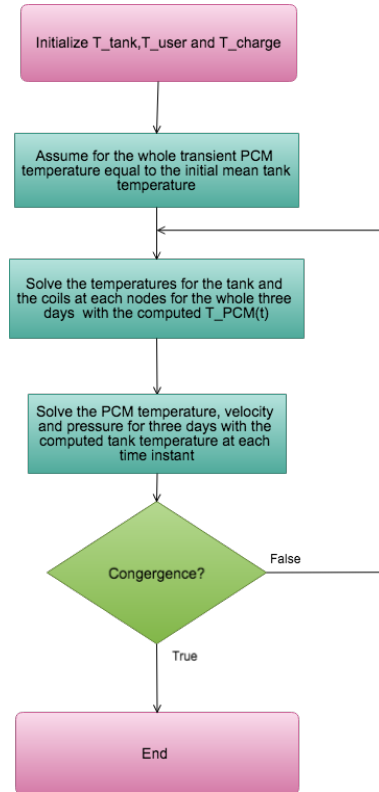 Initialize T_tank,T_user and T_charge
Assume for the whole transient PCM
temperature equal to the initial mean tank
temperature
Solve the temperatures for the tank and
the coils at each nodes for the whole three
days with the computed T_PCM(t)
Solve the PCM temperature, velocity
and pressure for three days with the
computed tank temperature at each
time instant
Congergence?
False
True
End